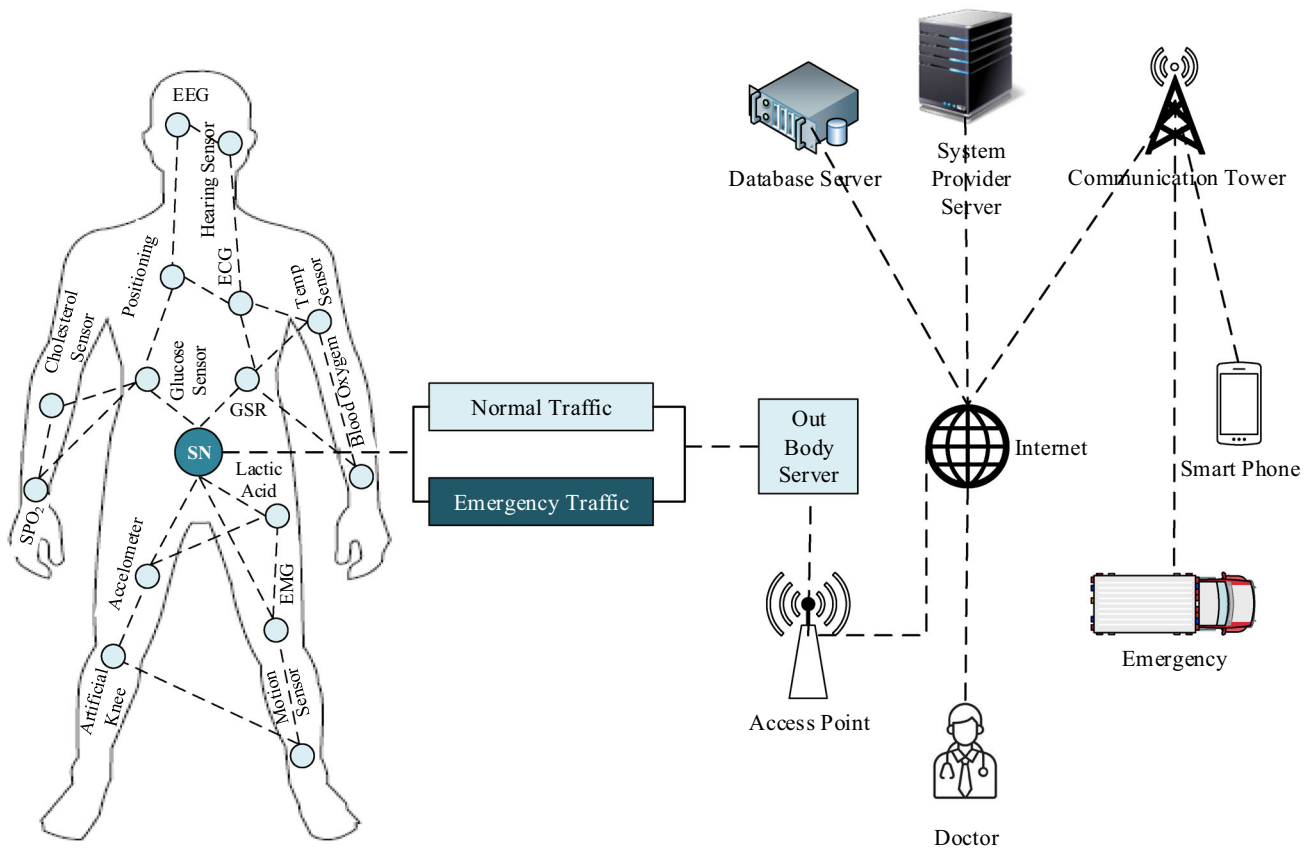 EEG
Hearing Sensor
Positioning
ECG
Temp
Sensor
Cholesterol
Sensor
Glucose
Sensor
GSR
Blood Oxygen
SN
Lactic
Acid
SPO₂
Accelometer
EMG
Artificial
Knee
Motion
Sensor
Normal Traffic
Emergency Traffic
Out
Body
Server
Access Point
Database Server
System
Provider
Server
Communication Tower
Internet
Smart Phone
Emergency
Doctor